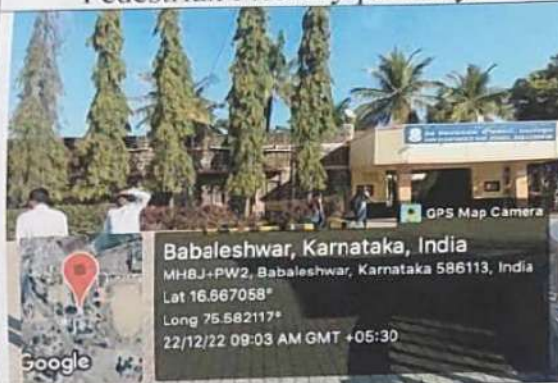 GPS Map Camera
Babaleshwar, Karnataka, India
MH8J+PW2, Babaleshwar, Karnataka 586113, India
Lat 16.667058°
Long 75.582117°
22/12/22 09:03 AM GMT +05:30
Google